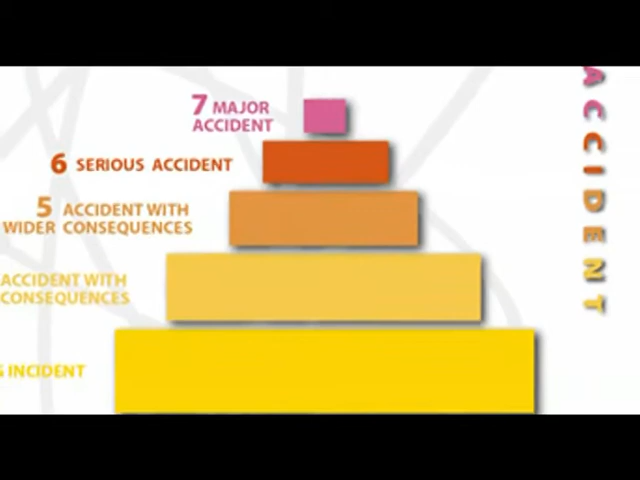 7 MAJOR
ACCIDENT
6 SERIOUS ACCIDENT
5 ACCIDENT WITH
WIDER CONSEQUENCES
ACCIDENT WITH
CONSEQUENCES
INCIDENT
ACCIDENT